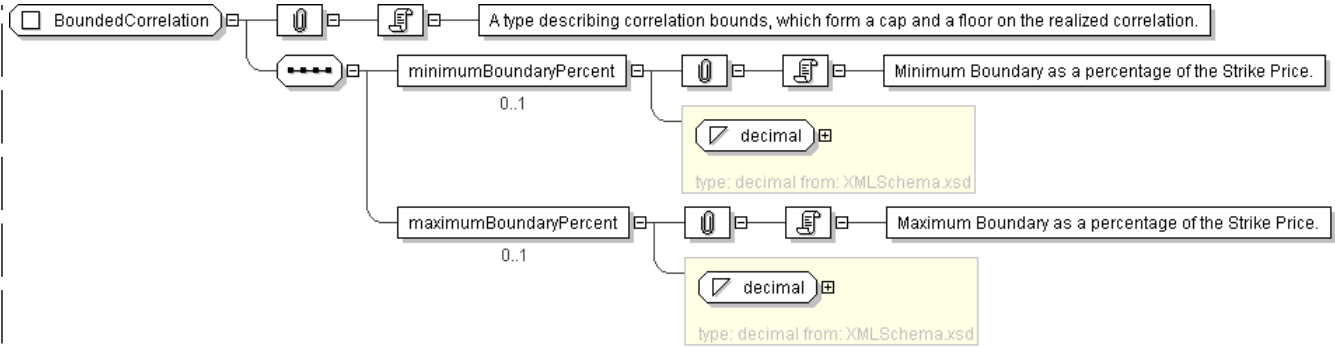 BoundedCorrelation
A type describing correlation bounds, which form a cap and a floor on the realized correlation.
minimumBoundaryPercent
Minimum Boundary as a percentage of the Strike Price.
0..1
decimal
type: decimal from: XMLSchema.xsd
maximumBoundaryPercent
Maximum Boundary as a percentage of the Strike Price.
0..1
decimal
type: decimal from: XMLSchema.xsd